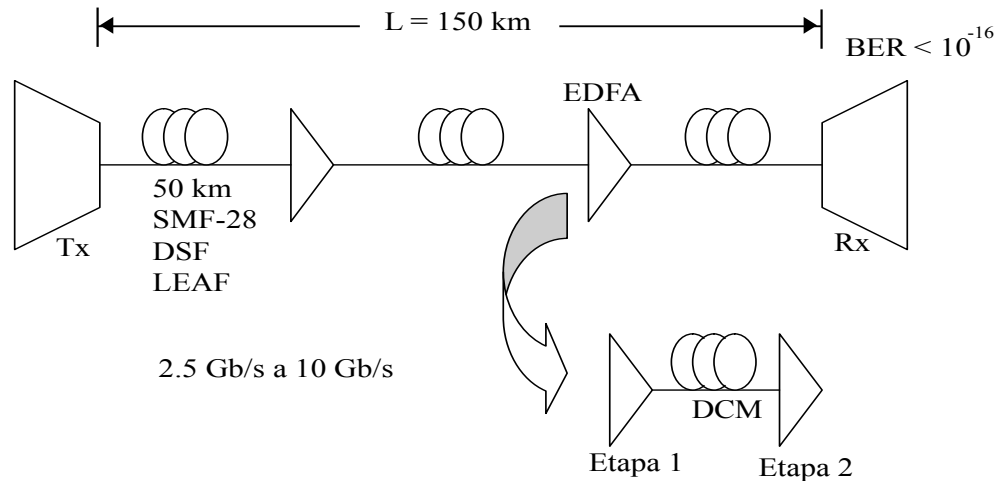 L = 150 km
BER < 10^-16
EDFA
50 km
SMF-28
DSF
LEAF
Tx
Rx
2.5 Gb/s a 10 Gb/s
DCM
Etapa 1
Etapa 2